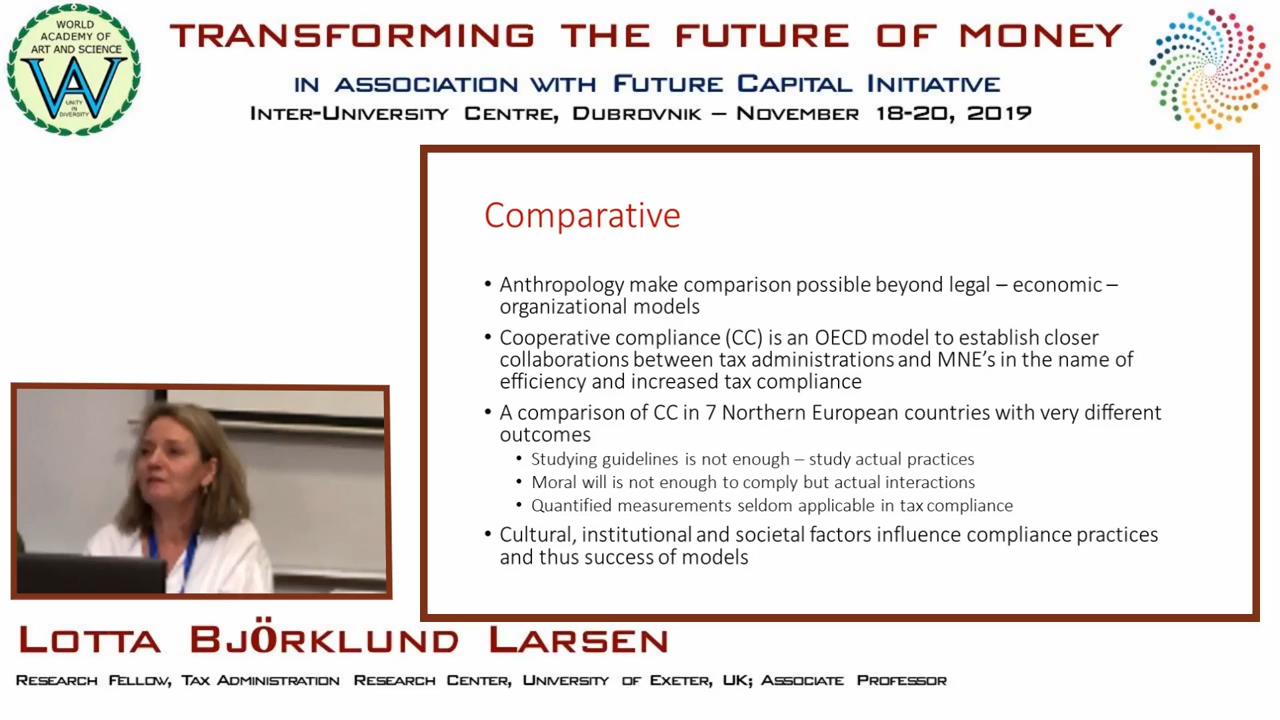 WORLD
ACADEMY OF
ART AND SCIENCE
UNITY
IN
DIVERSITY
TRANSFORMING THE FUTURE OF MONEY
IN ASSOCIATION WITH FUTURE CAPITAL INITIATIVE
INTER-UNIVERSITY CENTRE, DUBROVNIK – NOVEMBER 18-20, 2019
Comparative
• Anthropology make comparison possible beyond legal – economic –
organizational models
• Cooperative compliance (CC) is an OECD model to establish closer
collaborations between tax administrations and MNE's in the name of
efficiency and increased tax compliance
• A comparison of CC in 7 Northern European countries with very different
outcomes
• Studying guidelines is not enough – study actual practices
• Moral will is not enough to comply but actual interactions
• Quantified measurements seldom applicable in tax compliance
• Cultural, institutional and societal factors influence compliance practices
and thus success of models
LOTTA BJÖRKLUND LARSEN
RESEARCH FELLOW, TAX ADMINISTRATION RESEARCH CENTER, UNIVERSITY OF EXETER, UK; ASSOCIATE PROFESSOR